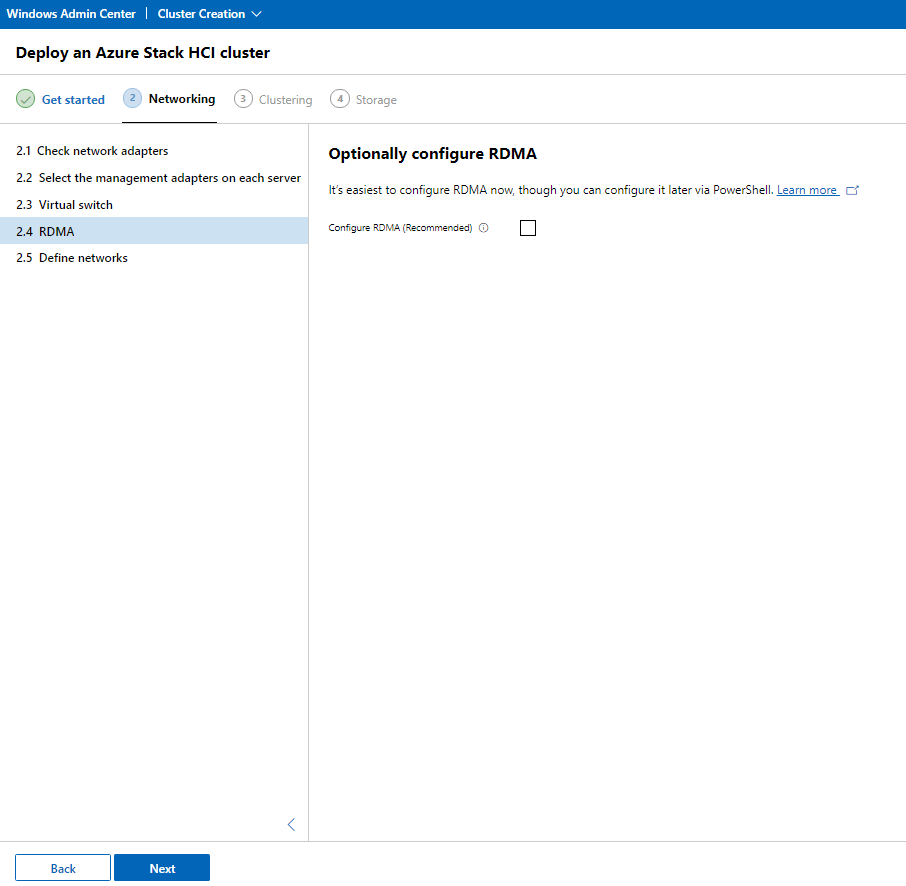 Windows Admin Center | Cluster Creation
Deploy an Azure Stack HCI cluster
Get started 2 Networking 3 Clustering 4 Storage
2.1 Check network adapters
2.2 Select the management adapters on each server
2.3 Virtual switch
2.4 RDMA
2.5 Define networks
Optionally configure RDMA
It's easiest to configure RDMA now, though you can configure it later via PowerShell. Learn more
Configure RDMA (Recommended)
Back Next